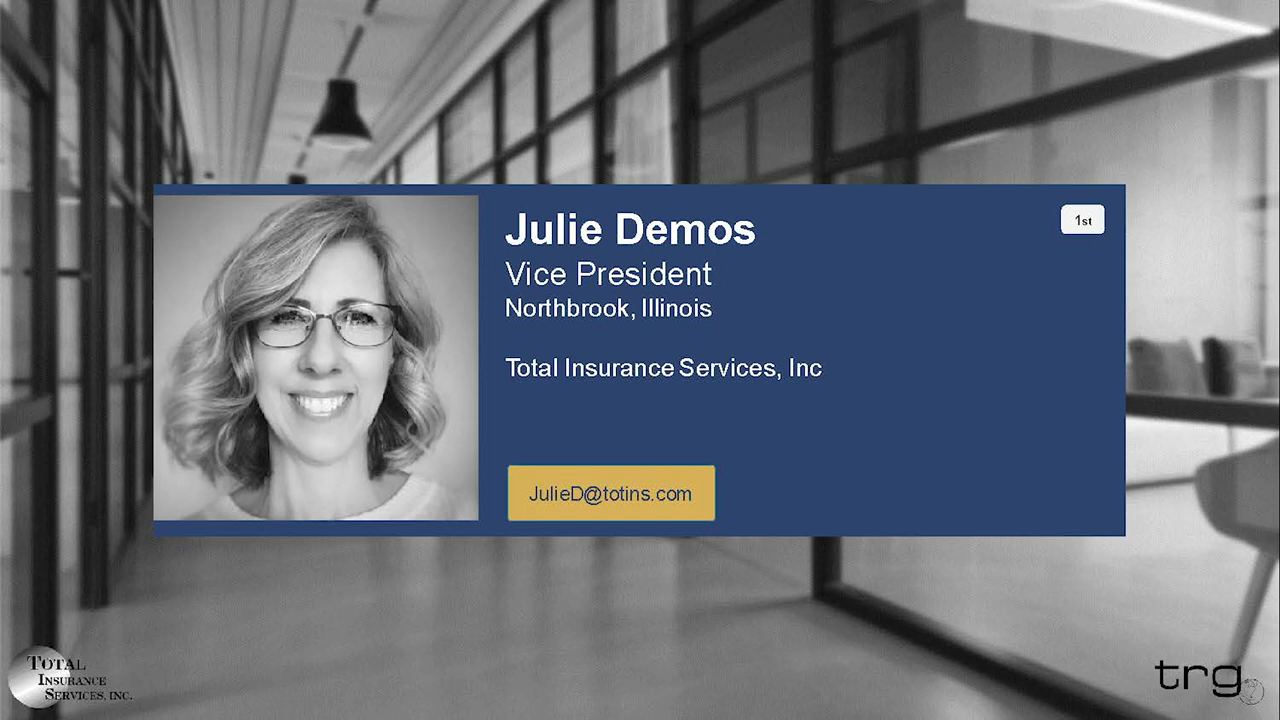 Julie Demos
1st
Vice President
Northbrook, Illinois
Total Insurance Services, Inc
JulieD@totins.com
TOTAL
INSURANCE
SERVICES, INC.
trg